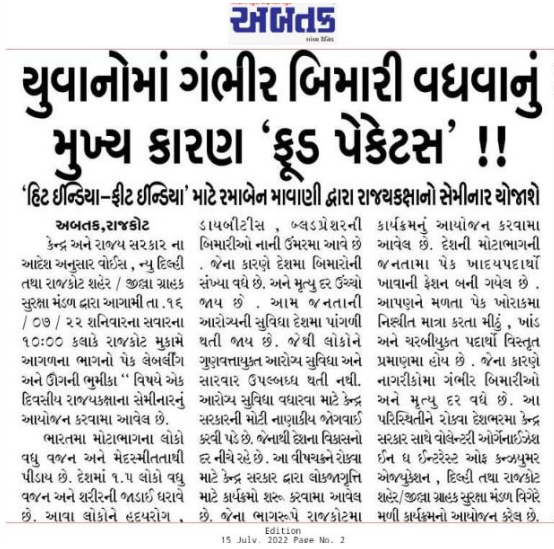 અબતક
સાંધ્ય દૈનિક
યુવાનોમાં ગંભીર બિમારી વધવાનું
મુખ્ય કારણ ‘ફૂડ પેકેટસ’ !!
‘હિટ ઈન્ડિયા-ફીટ ઈન્ડિયા’ માટે રમાબેન માવાણી દ્વારા રાજયકક્ષાનો સેમીનાર યોજાશે
અબતક,રાજકોટ
કેન્દ્ર અને રાજય સરકાર ના
આદેશ અનુસાર વોઈસ , ન્યુ દિલ્હી
તથા રાજકોટ શહેર / જીલ્લા ગ્રાહક
સુરક્ષા મંડળ દ્વારા આગામી તા .૧૬
/ ૦૭ / ૨૨ શનિવારના સવારના
૧૦:૦૦ કલાકે રાજકોટ મુકામે
આગળના ભાગનો પેક લેબલીંગ
અને ઊંગની ભુમીકા “ વિષયે એક
દિવસીય રાજયકક્ષાના સેમીનારનું
આયોજન કરવામા આવેલ છે.
ભારતમા મોટાભાગના લોકો
વધુ વજન અને મેદસ્મીતતાથી
પીડાય છે. દેશમાં ૧.૫ લોકો વધુ
વજન અને શરીરની જાડાઈ ધરાવે
છે. આવા લોકોને હૃદયરોગ ,
ડાયબીટીસ , બ્લડપ્રેશરની
બિમારીઓ નાની ઉંમરમા આવે છે
. જેના કારણે દેશમા બિમારોની
સંખ્યા વધે છે. અને મૃત્યુ દર ઉંચ્ચો
જાય છે . આમ જનતાની
આરોગ્યની સુવિધા દેશમા પાંગળી
થતી જાય છે. જેથી લોકોને
ગુણવત્તાયુક્ત આરોગ્ય સુવિધા અને
સારવાર ઉપલબ્ધ થતી નથી.
આરોગ્ય સુવિધા વધારવા માટે કેન્દ્ર
સરકારની મોટી નાણાકીય જોગવાઈ
કરવી પડે છે. જેનાથી દેશના વિકાસનો
દર નીચે રહે છે. આ વીષચક્રને રોકવા
માટે કેન્દ્ર સરકાર દ્વારા લોકજાગૃત્તિ
માટે કાર્યક્રમો શરૂ કરવામા આવેલ
છે. જેના ભાગરૂપે રાજકોટમા
કાર્યક્રમનું આયોજન કરવામા
આવેલ છે. દેશની મોટાભાગની
જનતામા પેક ખાદયપદાર્થો
ખાવાની ફેશન બની ગયેલ છે .
આપણને મળતા પેક ખોરાકમા
નિશ્ચીત માત્રા કરતા મીઠું , ખાંડ
અને ચરબીયુકત પદાર્થો વિસ્તૃત
પ્રમાણમા હોય છે . જેના કારણે
નાગરીકોમા ગંભીર બિમારીઓ
અને મૃત્યુ દર વધે છે. આ
પરિસ્થિતીને રોકવા દેશભરમા કેન્દ્ર
સરકાર સાથે વોલેન્ટરી ઓર્ગેનાઈઝેશ
ઈન ધ ઈન્ટરેસ્ટ ઓફ કન્ઝયુમર
એજયુકેશન , દિલ્હી તથા રાજકોટ
શહેર/જીલ્લા ગ્રાહક સુરક્ષા મંડળ વિગેરે
મળી કાર્યક્રમનો આયોજન કરેલ છે.
Edition
15 July, 2022 Page No. 2